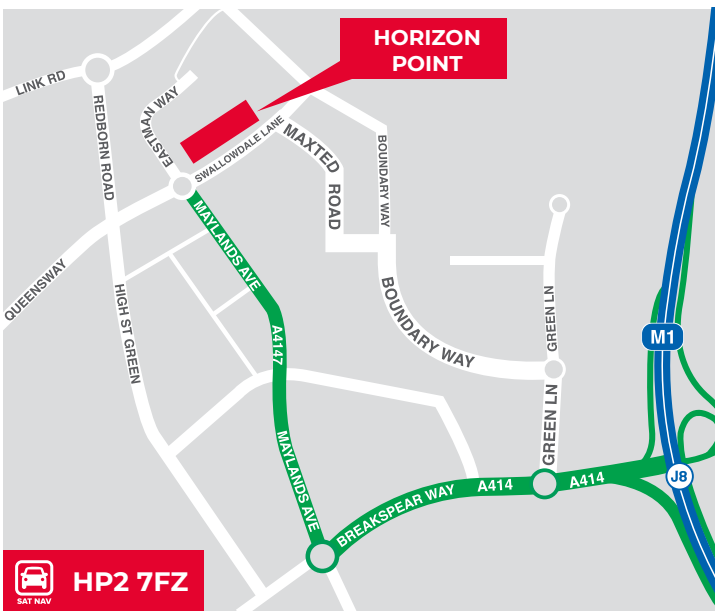 HORIZON
POINT
LINK RD
REDBORN ROAD
EASTMAN WAY
SWALLOWDALE LANE
MAXTED
ROAD
BOUNDARY WAY
MAYLANDS AVE
QUEENSWAY
HIGH ST GREEN
A4147
BOUNDARY WAY
GREEN LN
M1
GREEN LN
MAYLANDS AVE
BREAKSPEAR WAY
A414
A414
J8
SAT NAV
HP2 7FZ